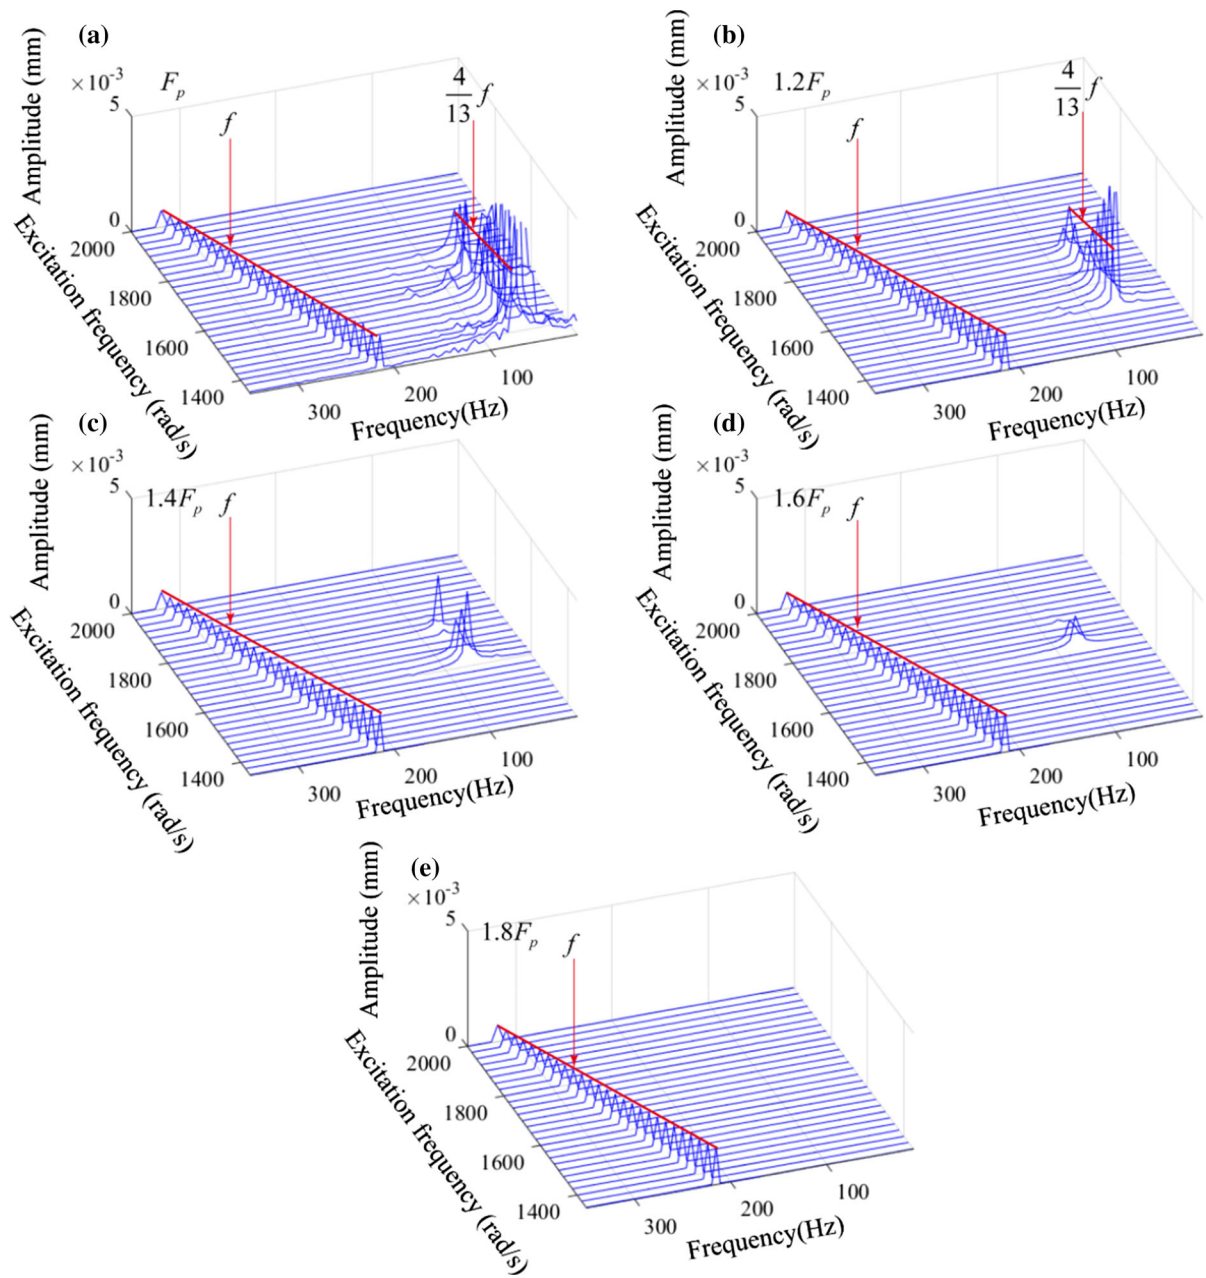 (a)
Amplitude (mm)
×10⁻³
5
0
F_p
f
4/13 f
2000
1800
1600
1400
Excitation frequency (rad/s)
300
200
100
Frequency(Hz)
(b)
Amplitude (mm)
×10⁻³
5
0
1.2F_p
f
4/13 f
2000
1800
1600
1400
Excitation frequency (rad/s)
300
200
100
Frequency(Hz)
(c)
Amplitude (mm)
×10⁻³
5
0
1.4F_p f
2000
1800
1600
1400
Excitation frequency (rad/s)
300
200
100
Frequency(Hz)
(d)
Amplitude (mm)
×10⁻³
5
0
1.6F_p f
2000
1800
1600
1400
Excitation frequency (rad/s)
300
200
100
Frequency(Hz)
(e)
Amplitude (mm)
×10⁻³
5
0
1.8F_p f
2000
1800
1600
1400
Excitation frequency (rad/s)
300
200
100
Frequency(Hz)